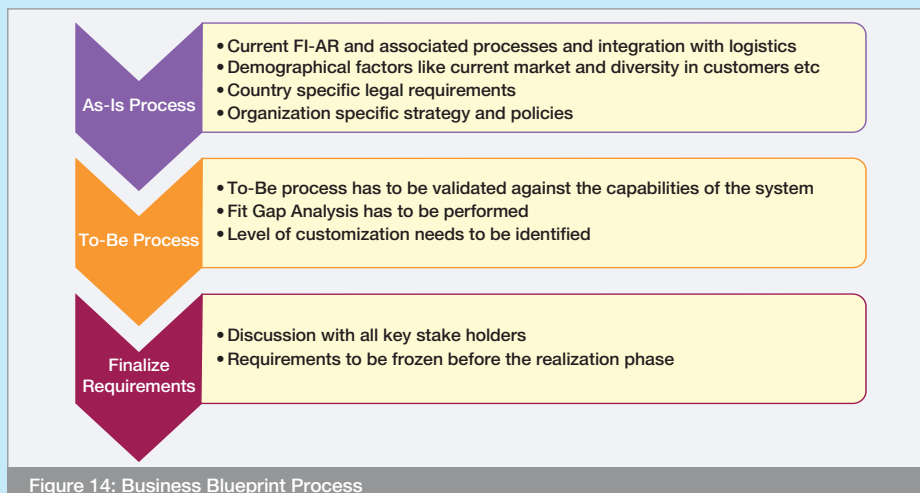 As-Is Process
• Current FI-AR and associated processes and integration with logistics
• Demographical factors like current market and diversity in customers etc
• Country specific legal requirements
• Organization specific strategy and policies
To-Be Process
• To-Be process has to be validated against the capabilities of the system
• Fit Gap Analysis has to be performed
• Level of customization needs to be identified
Finalize
Requirements
• Discussion with all key stake holders
• Requirements to be frozen before the realization phase
Figure 14: Business Blueprint Process